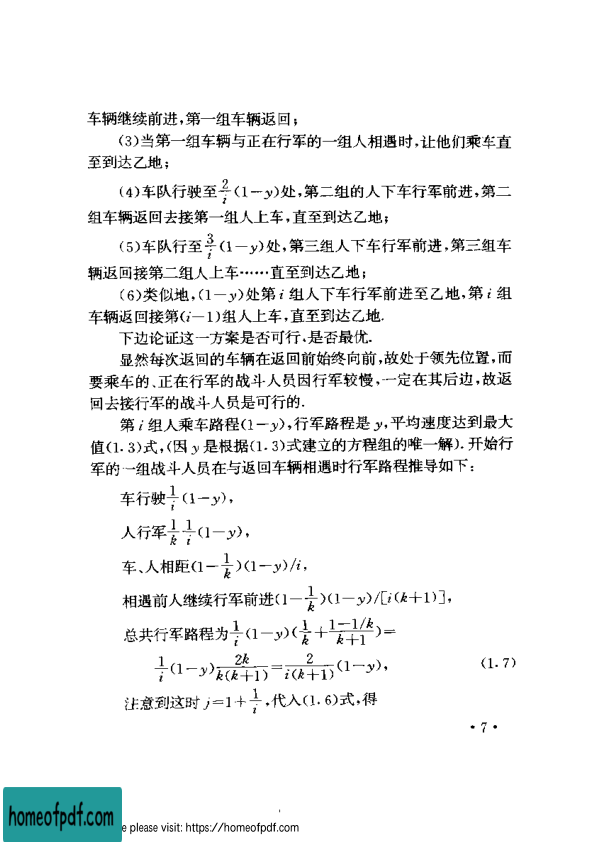 车辆继续前进,第一组车辆返回;
(3)当第一组车辆与正在行军的一组人相遇时,让他们乘车直
至到达乙地;
(4)车队行驶至2/i(1-y)处,第二组的人下车行军前进,第二
组车辆返回去接第一组人上车,直至到达乙地;
(5)车队行至3/i(1-y)处,第三组人下车行军前进,第三组车
辆返回接第二组人上车……直至到达乙地;
(6)类似地,(1-y)处第i组人下车行军前进至乙地,第i组
车辆返回接第(i-1)组人上车,直至到达乙地.
下边论证这一方案是否可行、是否最优.
显然每次返回的车辆在返回前始终向前,故处于领先位置,而
要乘车的、正在行军的战斗人员因行军较慢,一定在其后边,故返
回去接行军的战斗人员是可行的.
第i组人乘车路程(1-y),行军路程是y,平均速度达到最大
值(1.3)式,(因y是根据(1.3)式建立的方程组的唯一解).开始行
军的一组战斗人员在与返回车辆相遇时行军路程推导如下:
车行驶1/i(1-y),
人行军1/k 1/i(1-y),
车、人相距(1-1/k)(1-y)/i,
相遇前人继续行军前进(1-1/k)(1-y)/[i(k+1)],
总共行军路程为1/i(1-y)(1/k+(1-1/k)/(k+1))=
1/i(1-y)2k/(k(k+1))=2/(i(k+1))(1-y), (1.7)
注意到这时j=1+1/i,代入(1.6)式,得
·7·
homeofpdf.com
e please visit: https://homeofpdf.com